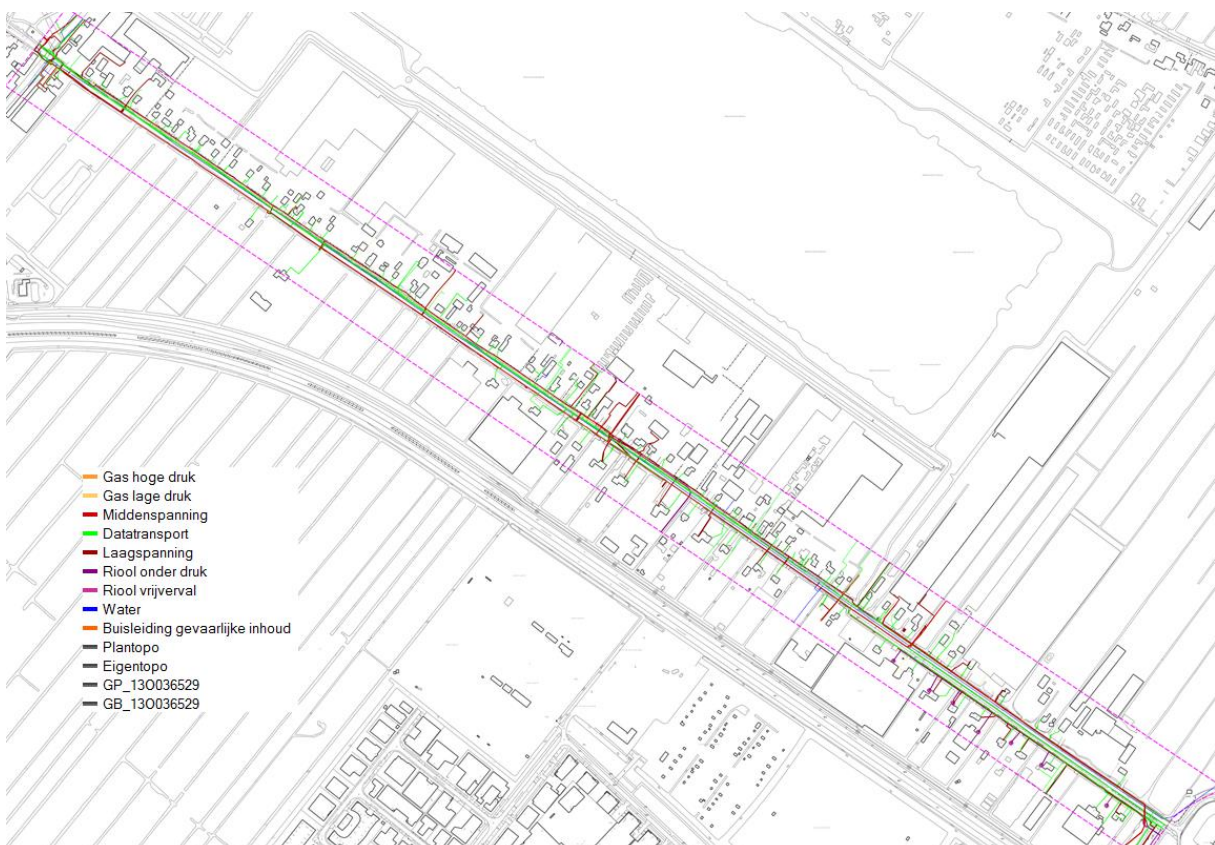 Gas hoge druk
Gas lage druk
Middenspanning
Datatransport
Laagspanning
Riool onder druk
Riool vrijverval
Water
Buisleiding gevaarlijke inhoud
Plantopo
Eigentopo
GP_13O036529
GB_13O036529